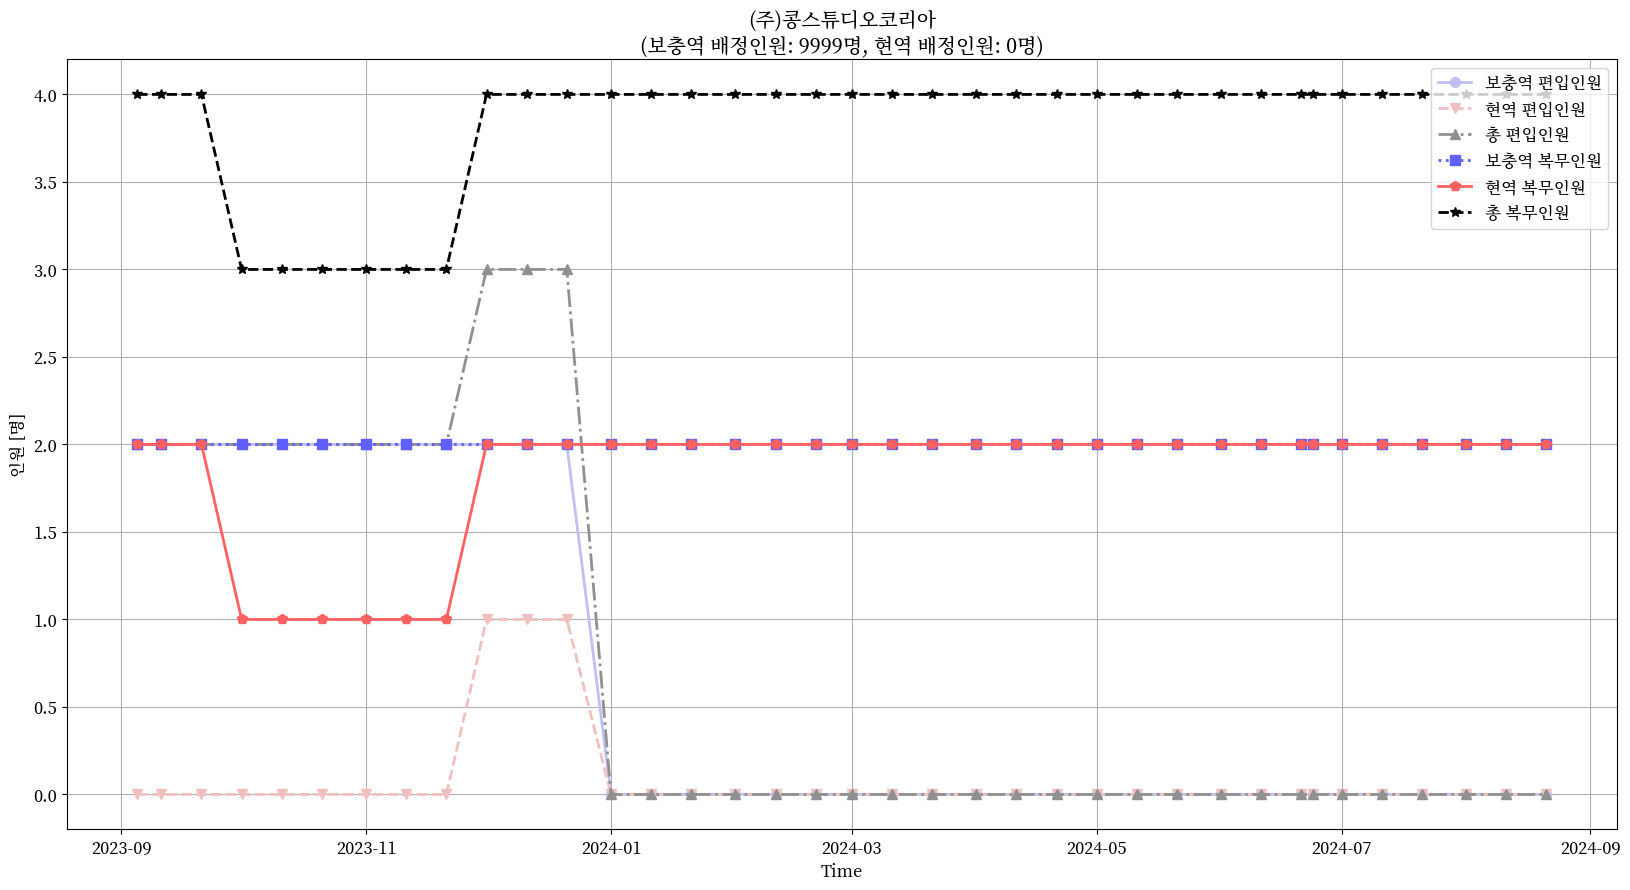 (주)콩스튜디오코리아
(보충역 배정인원: 9999명, 현역 배정인원: 0명)
보충역 편입인원
현역 편입인원
총 편입인원
보충역 복무인원
현역 복무인원
총 복무인원
인원 [명]
4.0
3.5
3.0
2.5
2.0
1.5
1.0
0.5
0.0
2023-09
2023-11
2024-01
2024-03
2024-05
2024-07
2024-09
Time